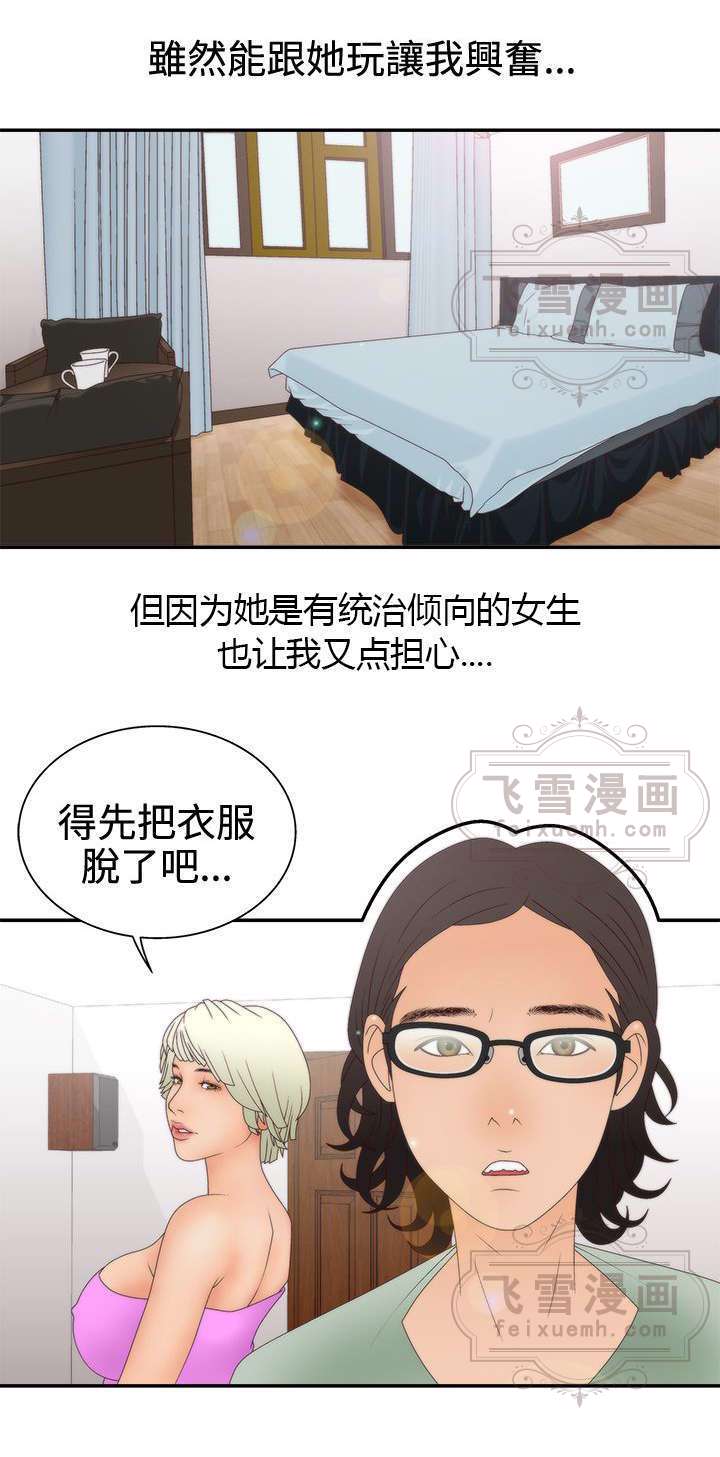 雖然能跟她玩讓我興奮...
飞雪漫画
feixuemh.com
但因为她是有统治倾向的女生
也让我又点担心....
飞雪漫画
feixuemh.com
得先把衣服
脫了吧...
飞雪漫画
feixuemh.com